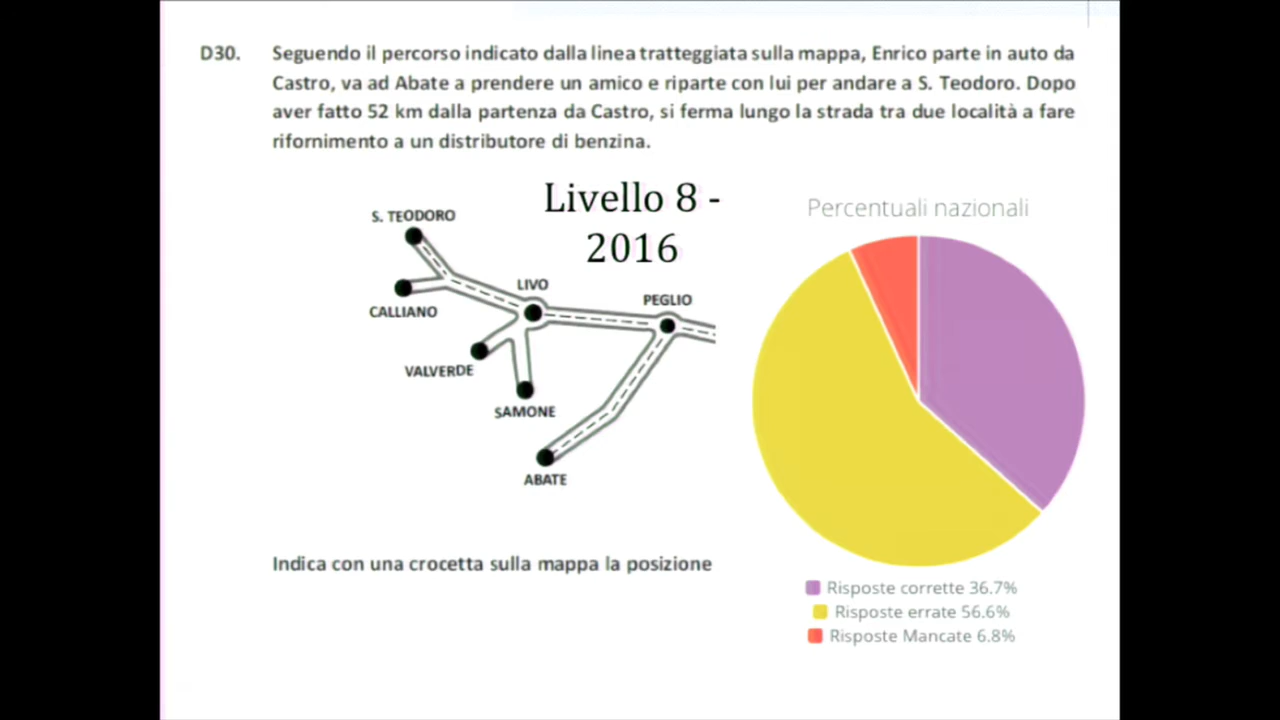 D30. Seguendo il percorso indicato dalla linea tratteggiata sulla mappa, Enrico parte in auto da
Castro, va ad Abate a prendere un amico e riparte con lui per andare a S. Teodoro. Dopo
aver fatto 52 km dalla partenza da Castro, si ferma lungo la strada tra due località a fare
rifornimento a un distributore di benzina.
Livello 8 -
2016
S. TEODORO
CALLIANO
LIVO
PEGLIO
VALVERDE
SAMONE
ABATE
Indica con una crocetta sulla mappa la posizione
Percentuali nazionali
Risposte corrette 36.7%
Risposte errate 56.6%
Risposte Mancate 6.8%